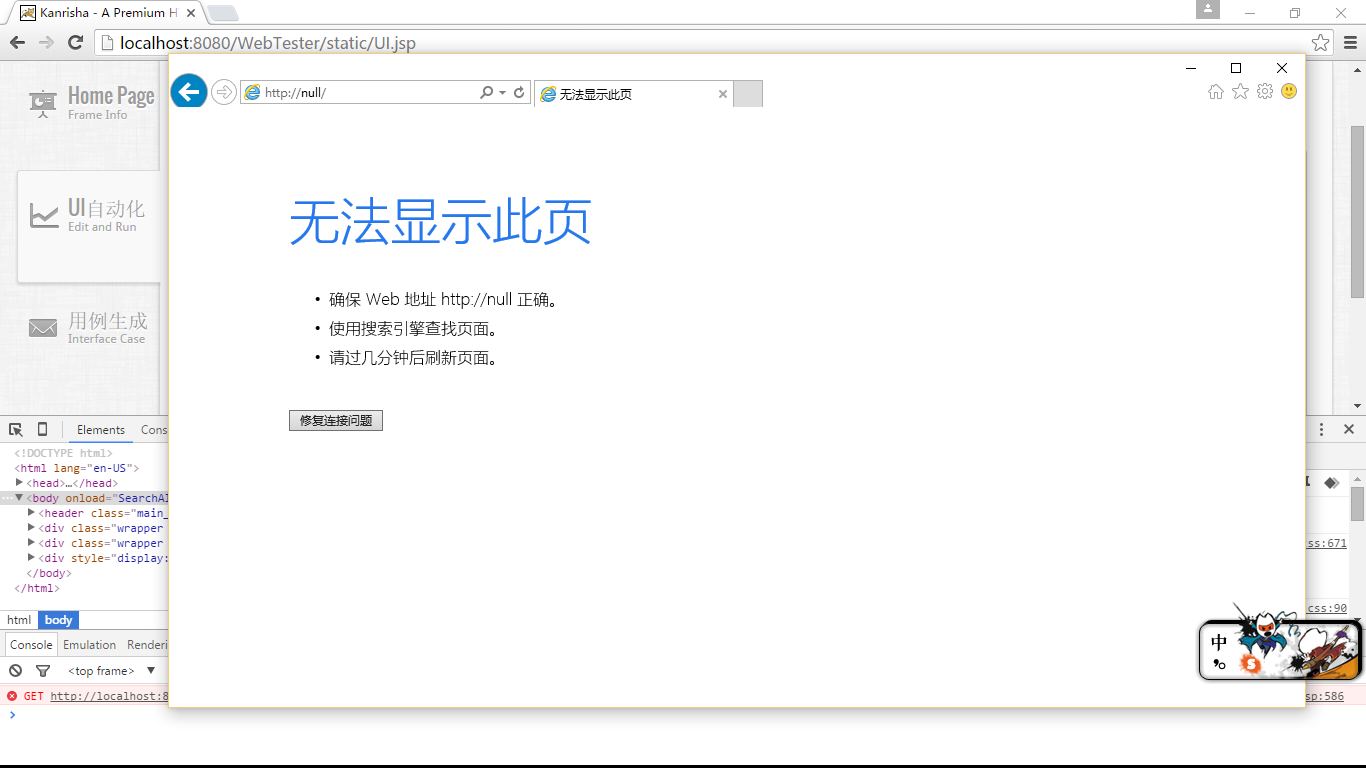 Kanrisha - A Premium H
localhost:8080/WebTester/static/UI.jsp
Home Page
Frame Info
UI自动化
Edit and Run
用例生成
Interface Case
http://null/
无法显示此页
无法显示此页
• 确保 Web 地址 http://null 正确。
• 使用搜索引擎查找页面。
• 请过几分钟后刷新页面。
修复连接问题
Elements
Cons
<!DOCTYPE html>
<html lang="en-US">
<head>…</head>
<body onload="SearchAl
<header class="main_
<div class="wrapper
<div class="wrapper
<div style="display:
</body>
</html>
css:671
css:90
html
body
Console
Emulation
Renderi
<top frame>
GET http://localhost:8
sp:586
中
S